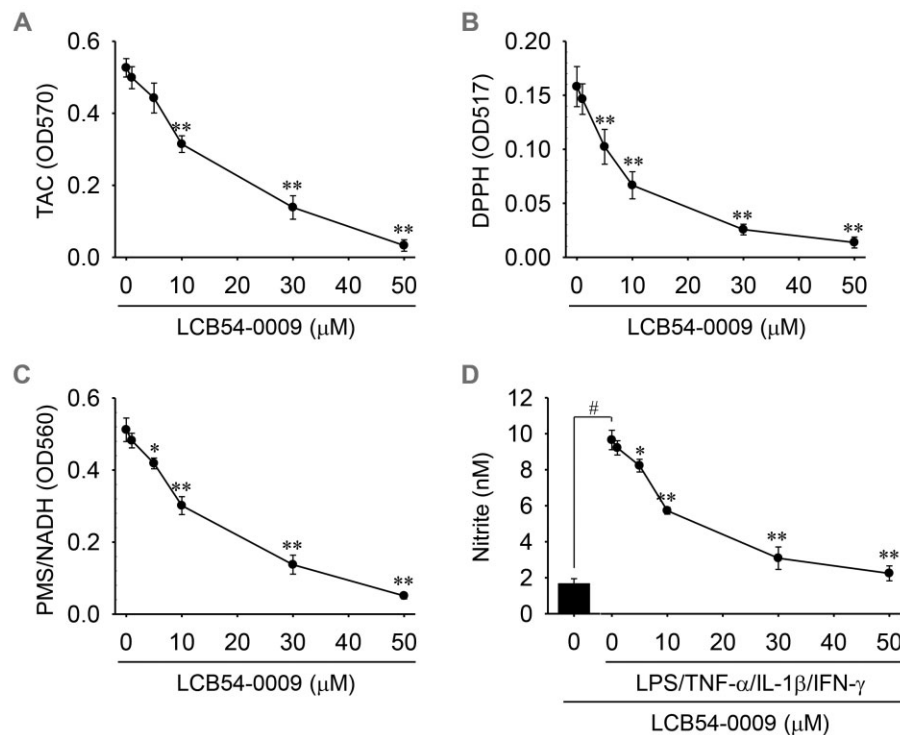 A
B
0.6
0.4
0.2
0.0
TAC (OD570)
**
**
**
0 10 20 30 40 50
LCB54-0009 (μM)
0.20
0.15
0.10
0.05
0.00
DPPH (OD517)
**
**
**
**
0 10 20 30 40 50
LCB54-0009 (μM)
C
D
0.6
0.4
0.2
0.0
PMS/NADH (OD560)
*
**
**
**
0 10 20 30 40 50
LCB54-0009 (μM)
12
10
8
6
4
2
0
Nitrite (nM)
#
*
**
**
**
0 0 10 20 30 40 50
LPS/TNF-α/IL-1β/IFN-γ
LCB54-0009 (μM)